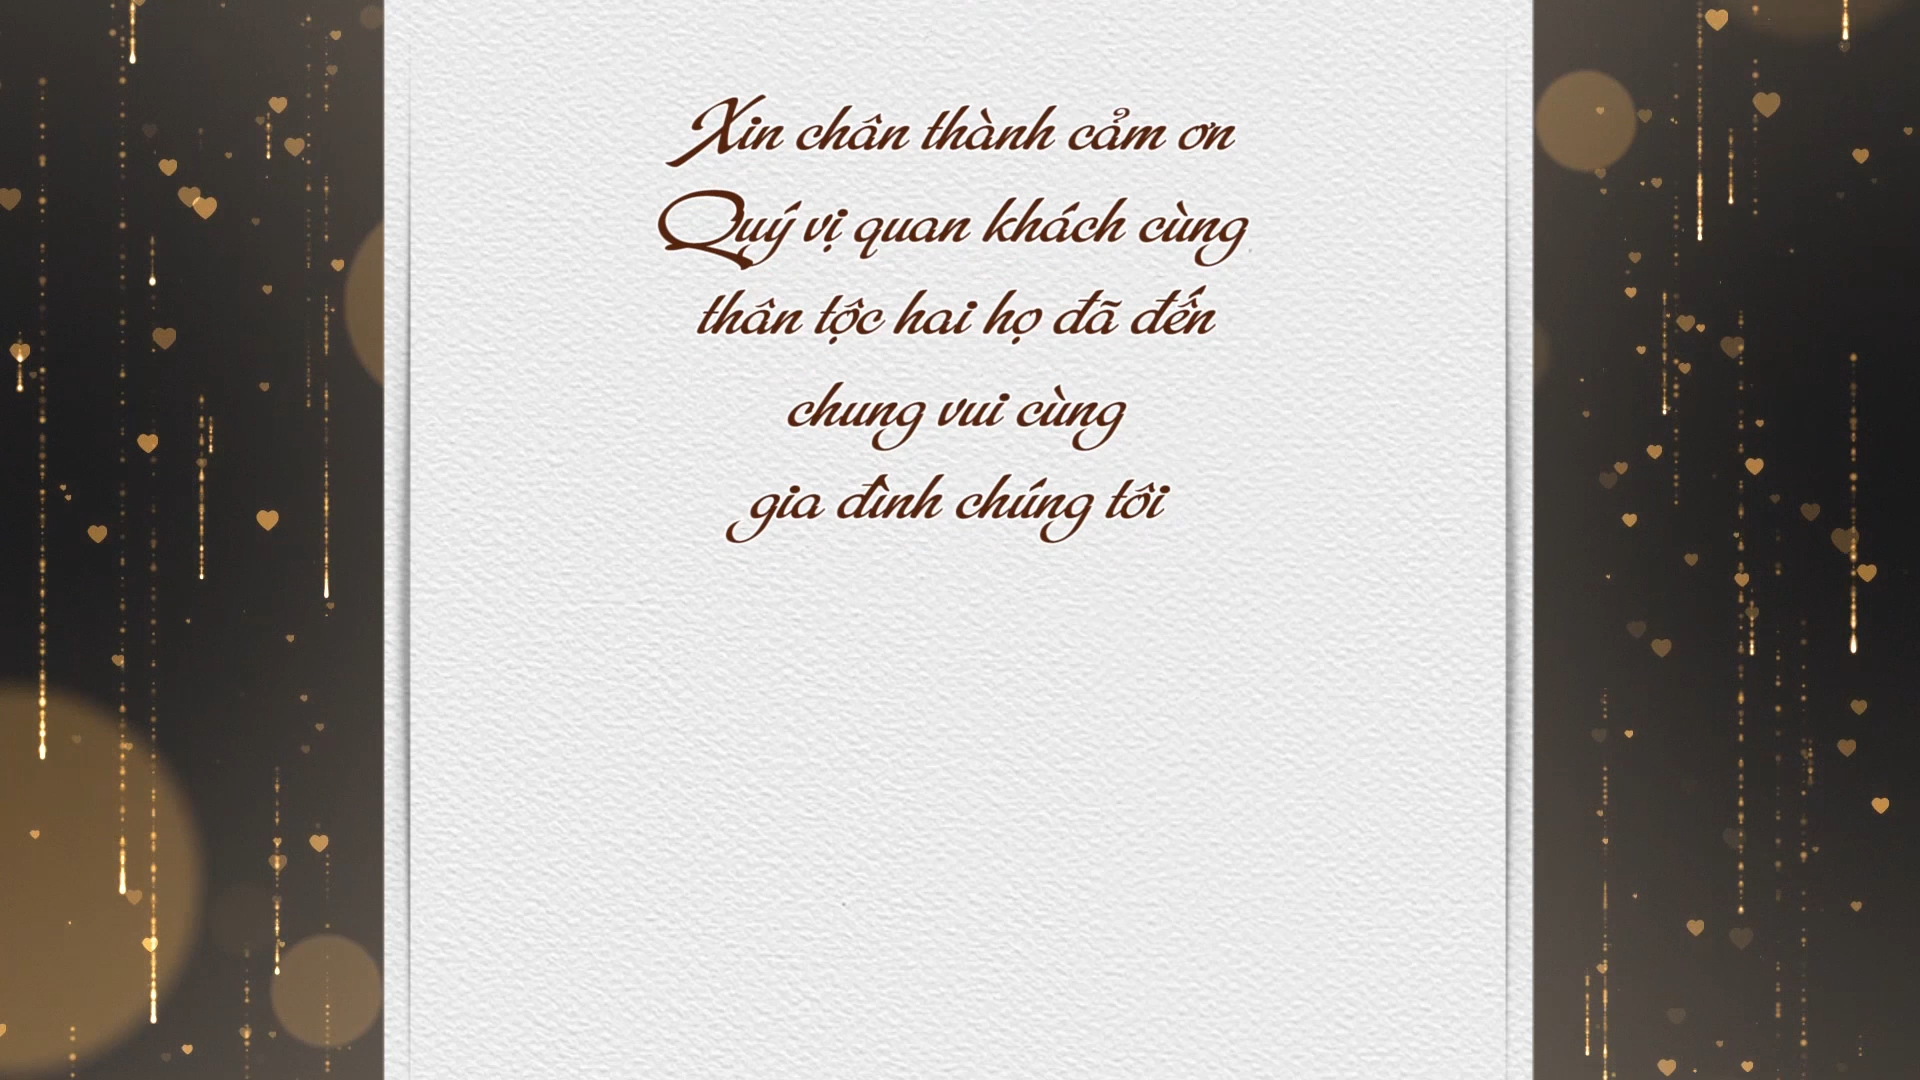 Xin chân thành cảm ơn
Quý vị quan khách cùng
thân tộc hai họ đã đến
chung vui cùng
gia đình chúng tôi